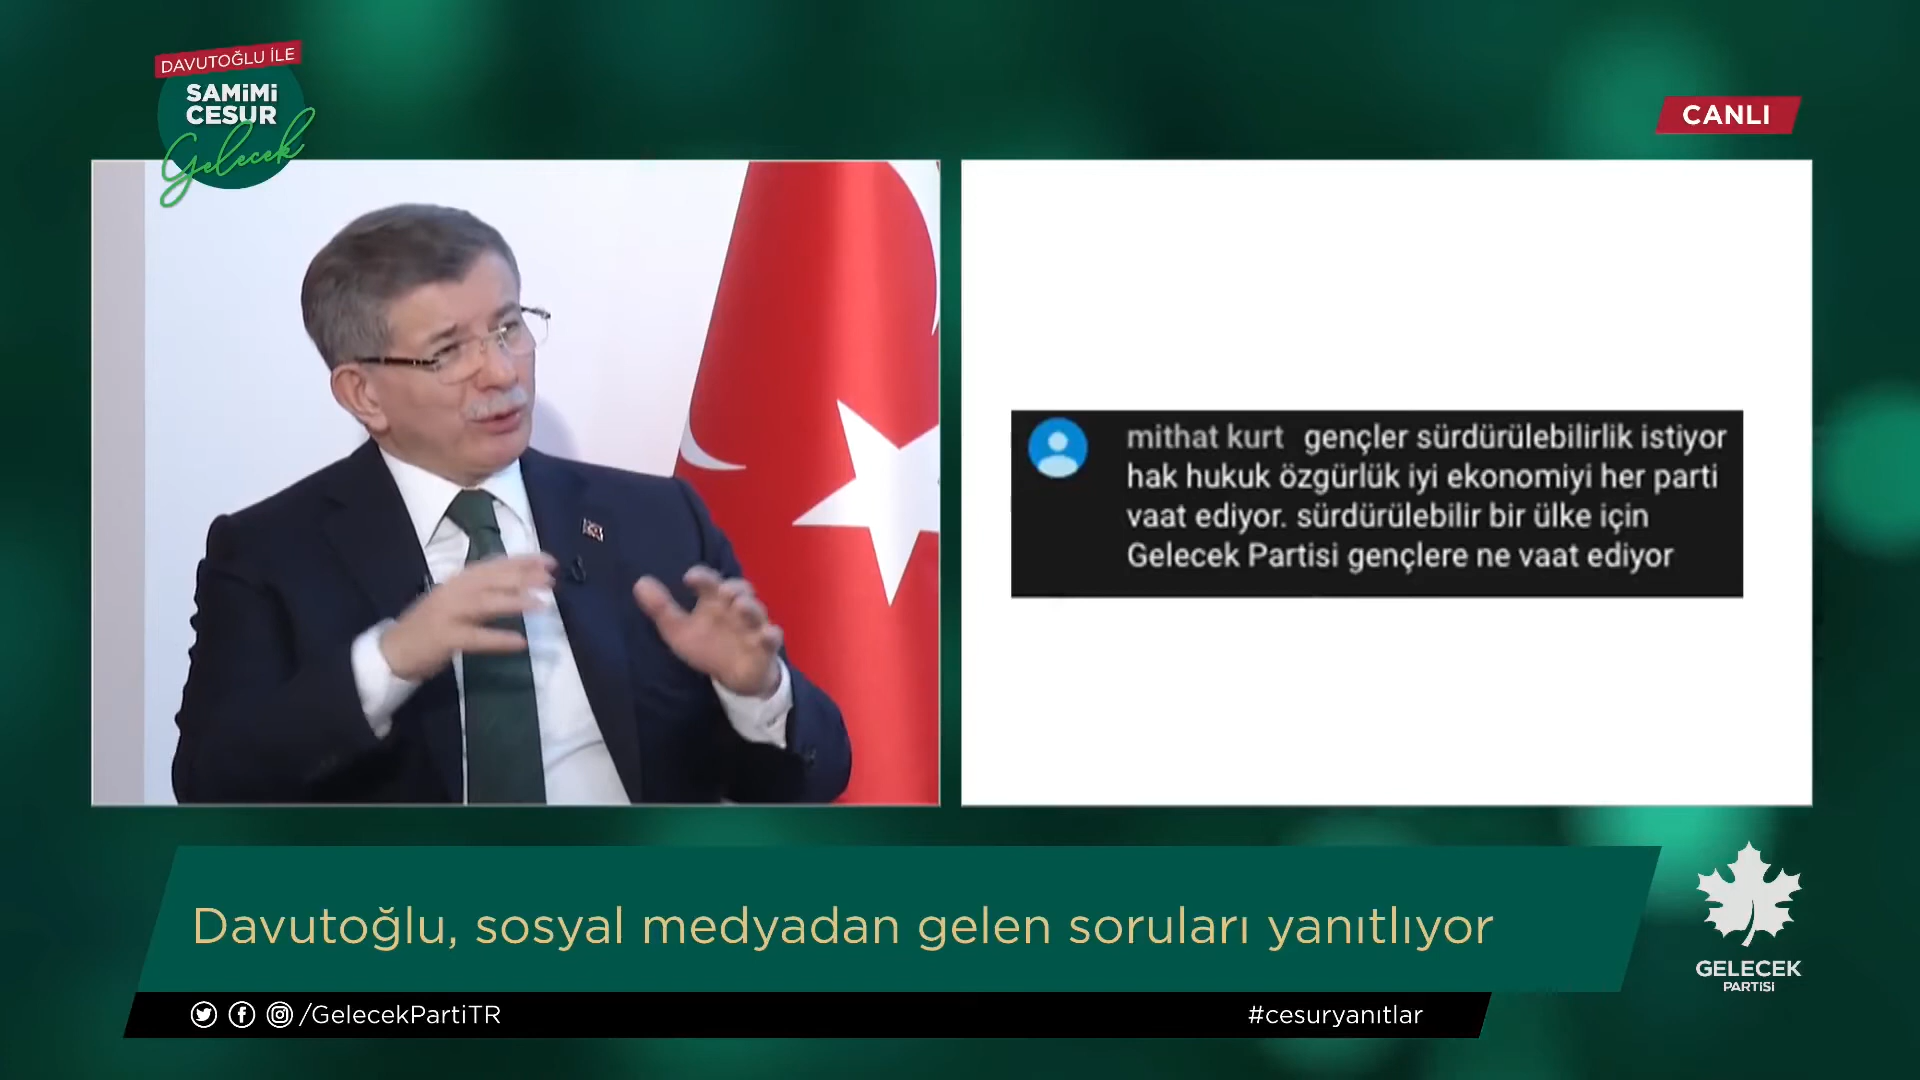 DAVUTOĞLU İLE
SAMİMİ
CESUR
Gelecek
CANLI
mithat kurt gençler sürdürülebilirlik istiyor
hak hukuk özgürlük iyi ekonomiyi her parti
vaat ediyor. sürdürülebilir bir ülke için
Gelecek Partisi gençlere ne vaat ediyor
Davutoğlu, sosyal medyadan gelen soruları yanıtlıyor
GELECEK
PARTİSİ
/GelecekPartiTR
#cesuryanıtlar